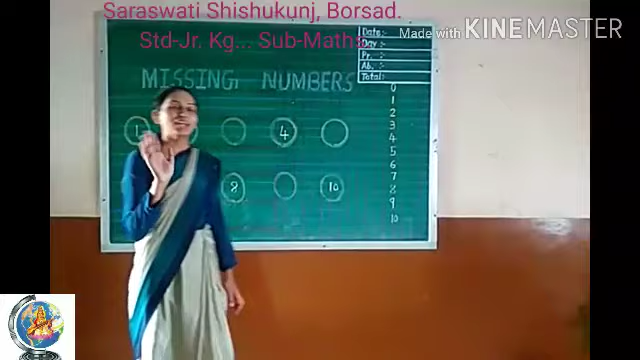 Saraswati Shishukunj, Borsad.
Std-Jr. Kg... Sub-Maths
Made with KINEMASTER
Date:-
Day:-
Pr. :-
Ab. :-
Total:-
MISSING NUMBERS
1 4
8 10
0
1
2
3
4
5
6
7
8
9
10